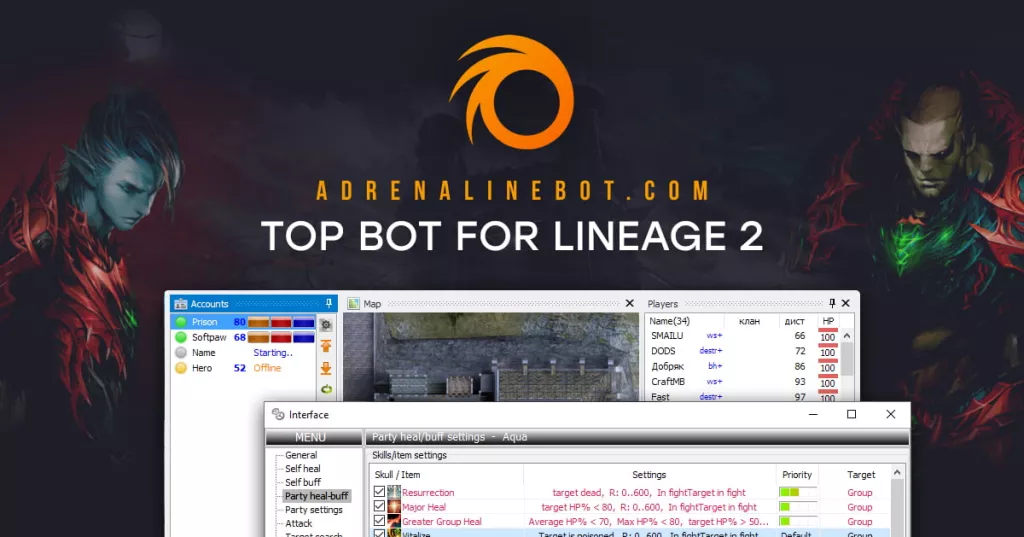 ADRENALINEBOT.COM
TOP BOT FOR LINEAGE 2
Accounts
Prison 80
Softpaw 68
Name Starting..
Hero 52 Offline
Map
Players
Name(34) клан дист HP
SMAILU ws+ 66 100
DODS destr+ 72 100
Добряк bh+ 86 100
CraftMB ws+ 93 100
Fast destr+ 97 100
Interface
MENU
General
Self heal
Self buff
Party heal-buff
Party settings
Attack
Target search
Party heal/buff settings - Aqua
Skills/item settings
Skull / Item Settings Priority Target
Resurrection target dead, R: 0..600, In fightTarget in fight Group
Major Heal target HP% < 80, R: 0..600, In fightTarget in fight Group
Greater Group Heal Average HP% < 70, Max HP% < 80, target HP% > 50... Group
Vitalize Target is poisoned, R: 0..600, In fightTarget in fight Default Group